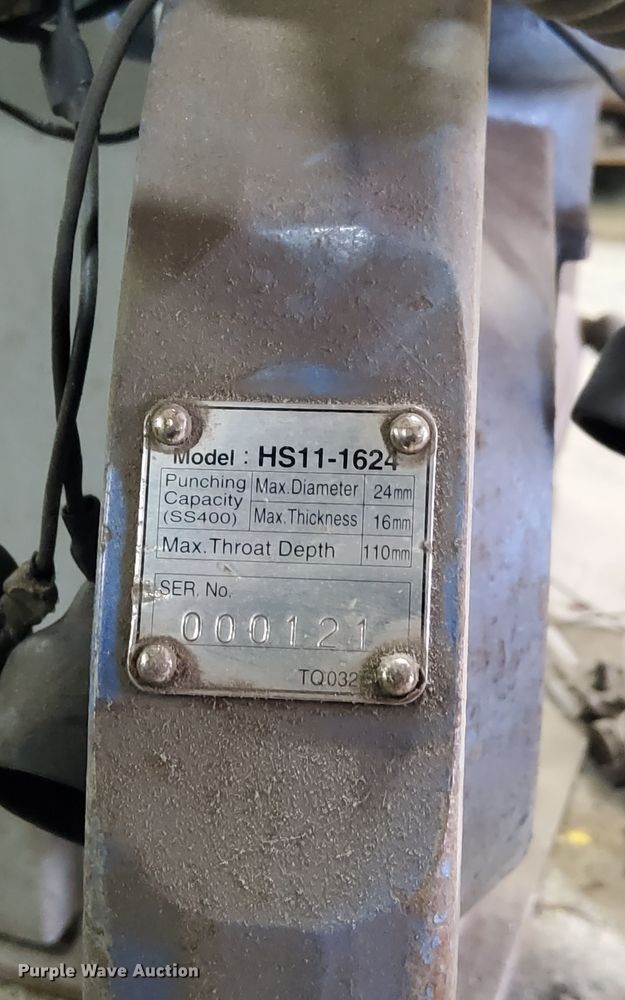 Model : HS11-1624
Punching Capacity (SS400) Max.Diameter 24mm
Max.Thickness 16mm
Max.Throat Depth 110mm
SER. No.
000121
TQ032
Purple Wave Auction